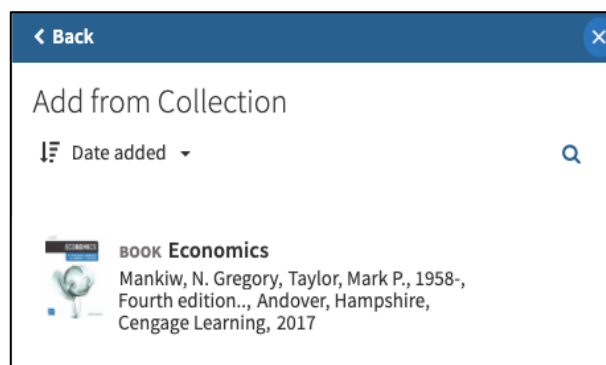 Back
Add from Collection
Date added
ECONOMICS
BOOK Economics
Mankiw, N. Gregory, Taylor, Mark P., 1958-,
Fourth edition.., Andover, Hampshire,
Cengage Learning, 2017